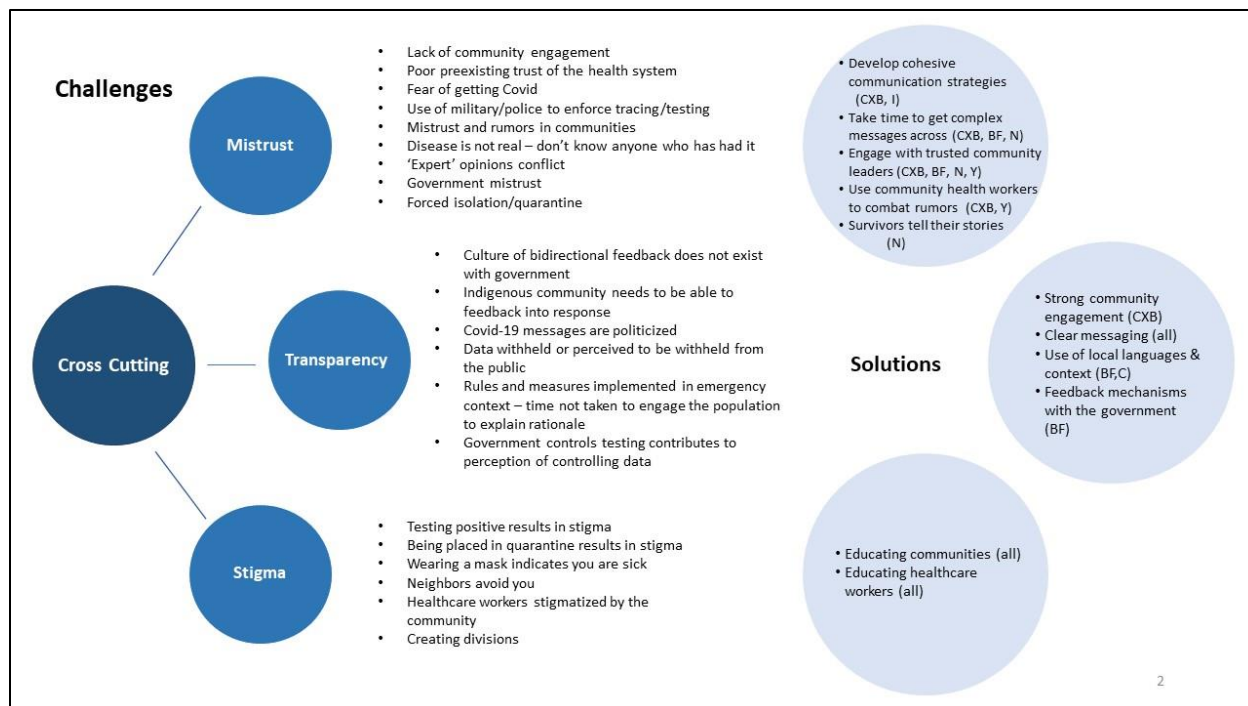 Challenges
Mistrust
• Lack of community engagement
• Poor preexisting trust of the health system
• Fear of getting Covid
• Use of military/police to enforce tracing/testing
• Mistrust and rumors in communities
• Disease is not real – don’t know anyone who has had it
• ‘Expert’ opinions conflict
• Government mistrust
• Forced isolation/quarantine
Cross Cutting
Transparency
• Culture of bidirectional feedback does not exist
with government
• Indigenous community needs to be able to
feedback into response
• Covid-19 messages are politicized
• Data withheld or perceived to be withheld from
the public
• Rules and measures implemented in emergency
context – time not taken to engage the population
to explain rationale
• Government controls testing contributes to
perception of controlling data
Stigma
• Testing positive results in stigma
• Being placed in quarantine results in stigma
• Wearing a mask indicates you are sick
• Neighbors avoid you
• Healthcare workers stigmatized by the
community
• Creating divisions
Solutions
• Develop cohesive
communication strategies
(CXB, I)
• Take time to get complex
messages across (CXB, BF, N)
• Engage with trusted community
leaders (CXB, BF, N, Y)
• Use community health workers
to combat rumors (CXB, Y)
• Survivors tell their stories
(N)
• Strong community
engagement (CXB)
• Clear messaging (all)
• Use of local languages &
context (BF,C)
• Feedback mechanisms
with the government
(BF)
• Educating communities (all)
• Educating healthcare
workers (all)
2